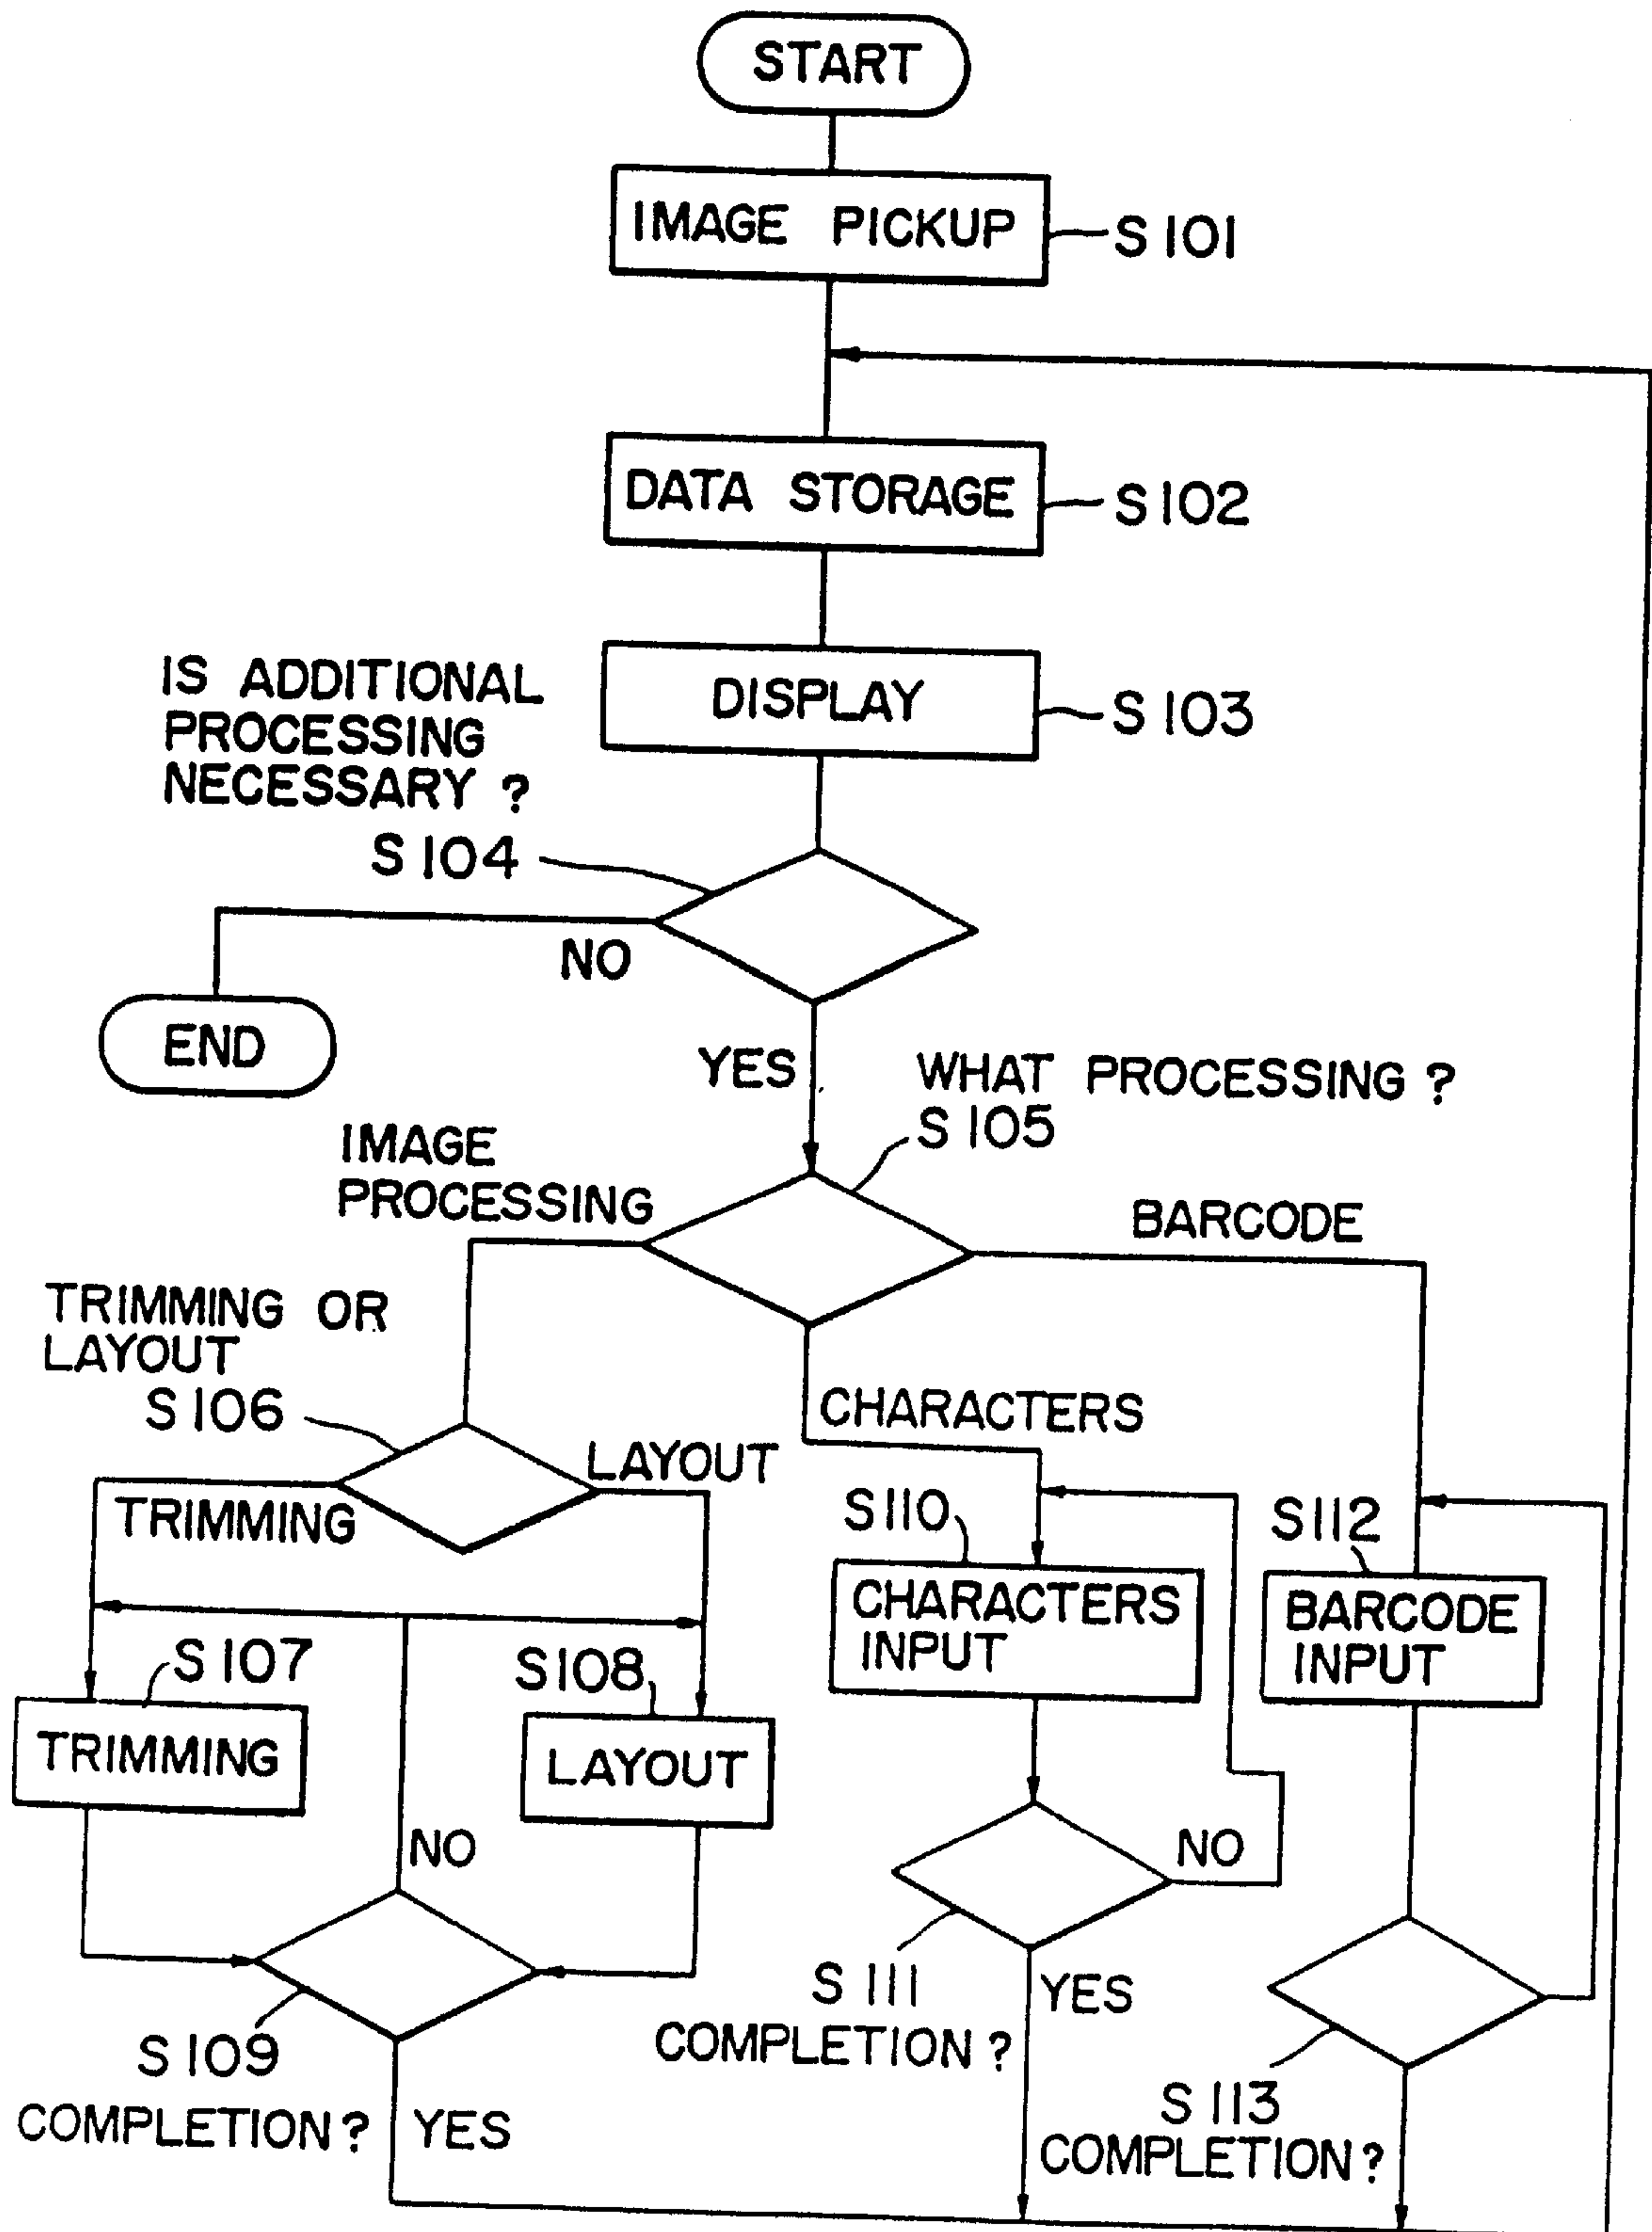 START
IMAGE PICKUP
S101
DATA STORAGE
S102
DISPLAY
S103
IS ADDITIONAL
PROCESSING
NECESSARY ?
S104
NO
END
YES
WHAT PROCESSING ?
S105
IMAGE
PROCESSING
BARCODE
TRIMMING OR
LAYOUT
S106
CHARACTERS
LAYOUT
TRIMMING
S110
S112
CHARACTERS
INPUT
BARCODE
INPUT
S107
S108
TRIMMING
LAYOUT
NO
NO
S111
COMPLETION ?
YES
S109
COMPLETION ?
YES
S113
COMPLETION ?